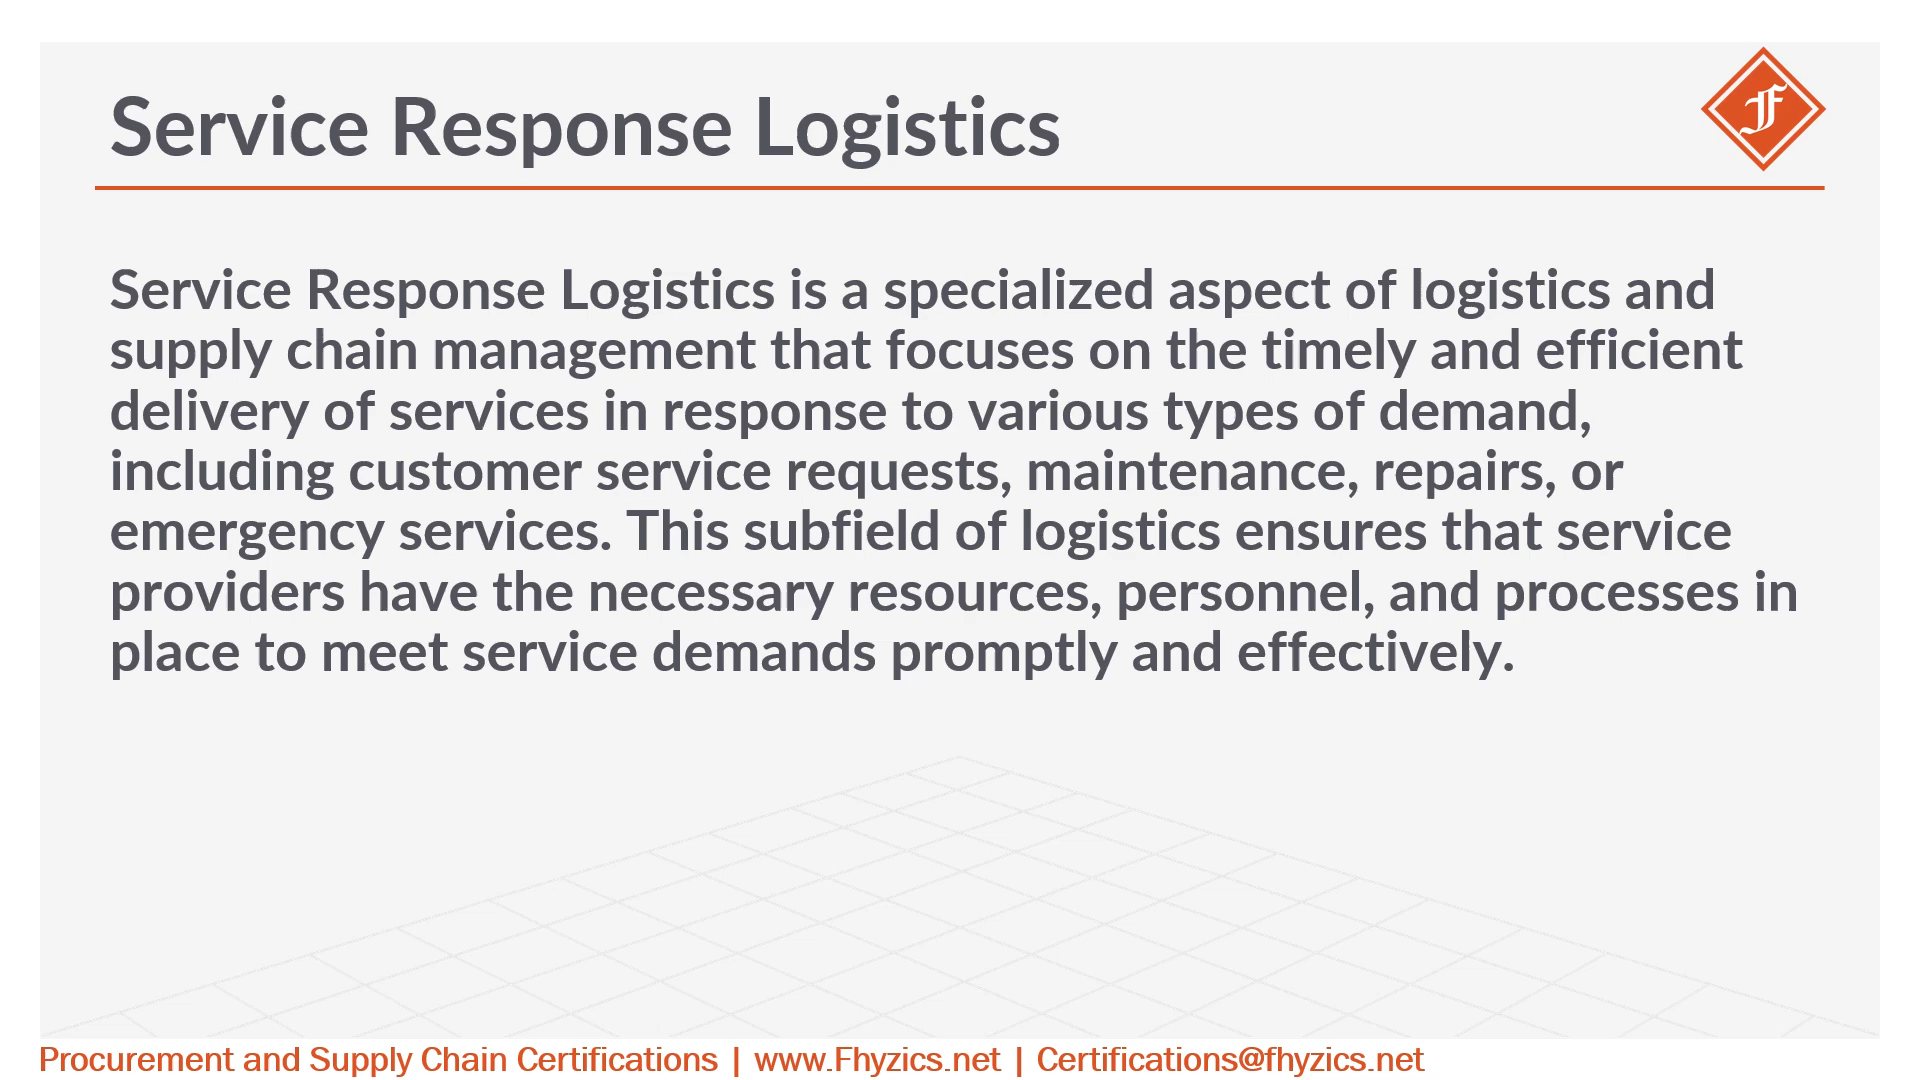 Service Response Logistics
Service Response Logistics is a specialized aspect of logistics and
supply chain management that focuses on the timely and efficient
delivery of services in response to various types of demand,
including customer service requests, maintenance, repairs, or
emergency services. This subfield of logistics ensures that service
providers have the necessary resources, personnel, and processes in
place to meet service demands promptly and effectively.
Procurement and Supply Chain Certifications | www.Fhyzics.net | Certifications@fhyzics.net